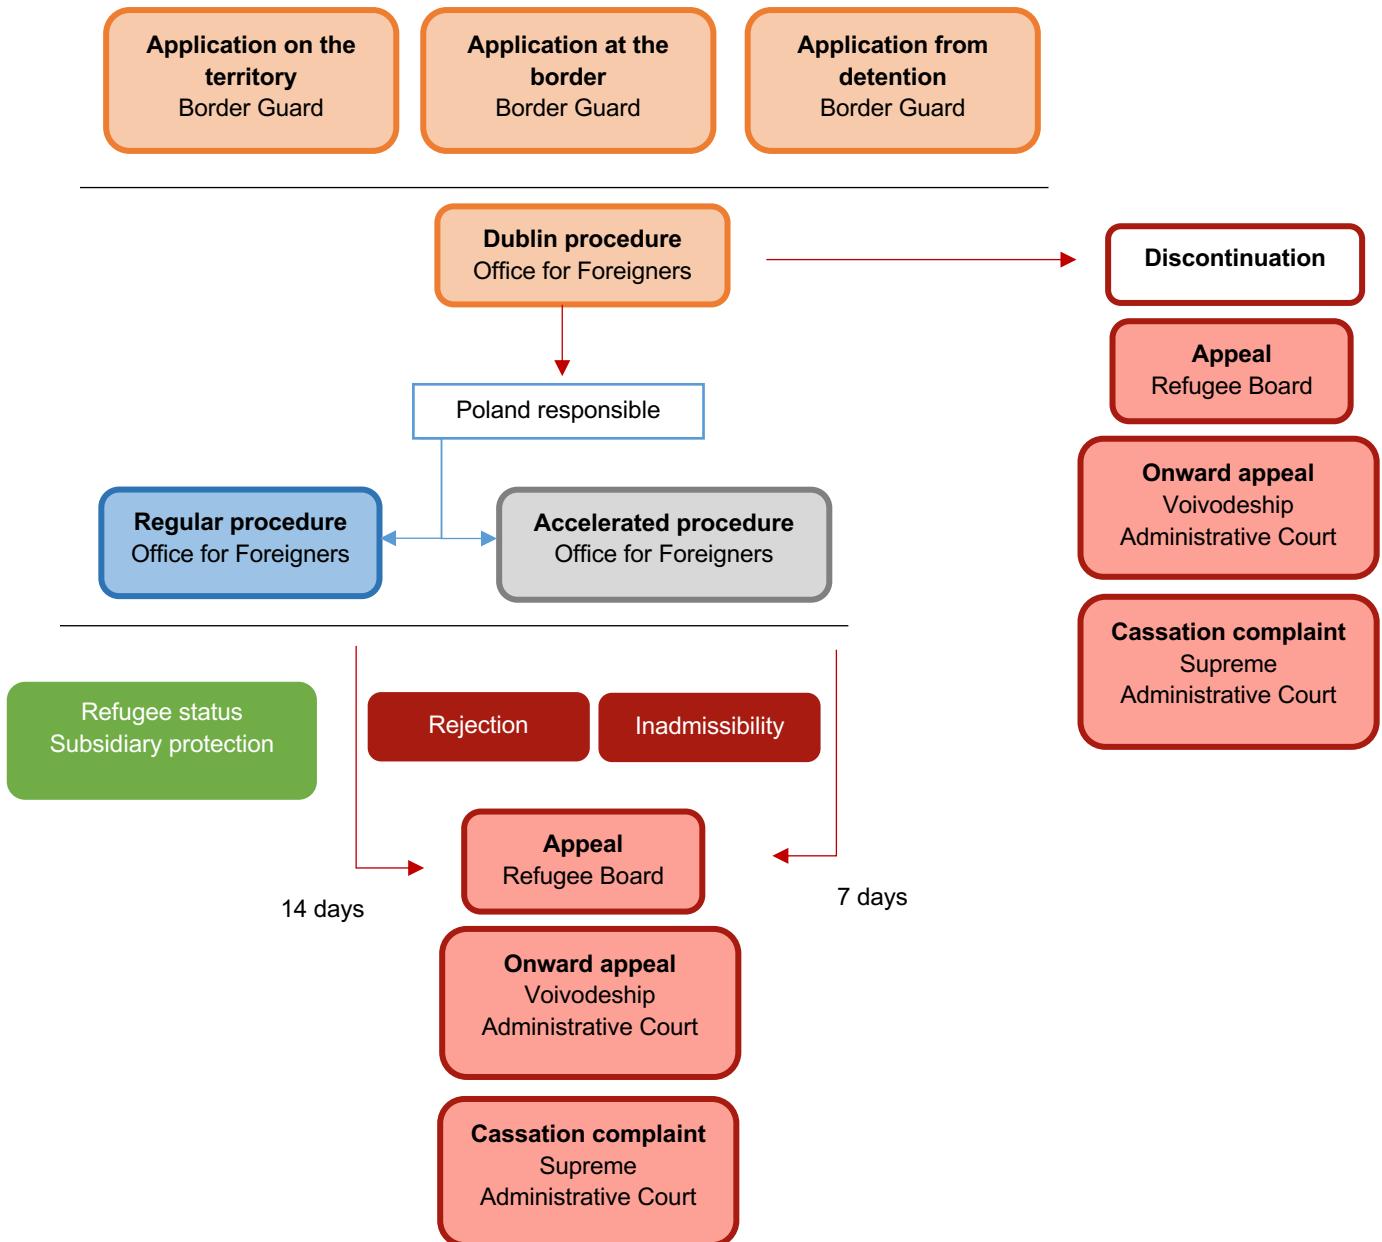 Application on the
territory
Border Guard
Application at the
border
Border Guard
Application from
detention
Border Guard
Dublin procedure
Office for Foreigners
Discontinuation
Appeal
Refugee Board
Onward appeal
Voivodeship
Administrative Court
Cassation complaint
Supreme
Administrative Court
Poland responsible
Regular procedure
Office for Foreigners
Accelerated procedure
Office for Foreigners
Refugee status
Subsidiary protection
Rejection
Inadmissibility
14 days
Appeal
Refugee Board
7 days
Onward appeal
Voivodeship
Administrative Court
Cassation complaint
Supreme
Administrative Court